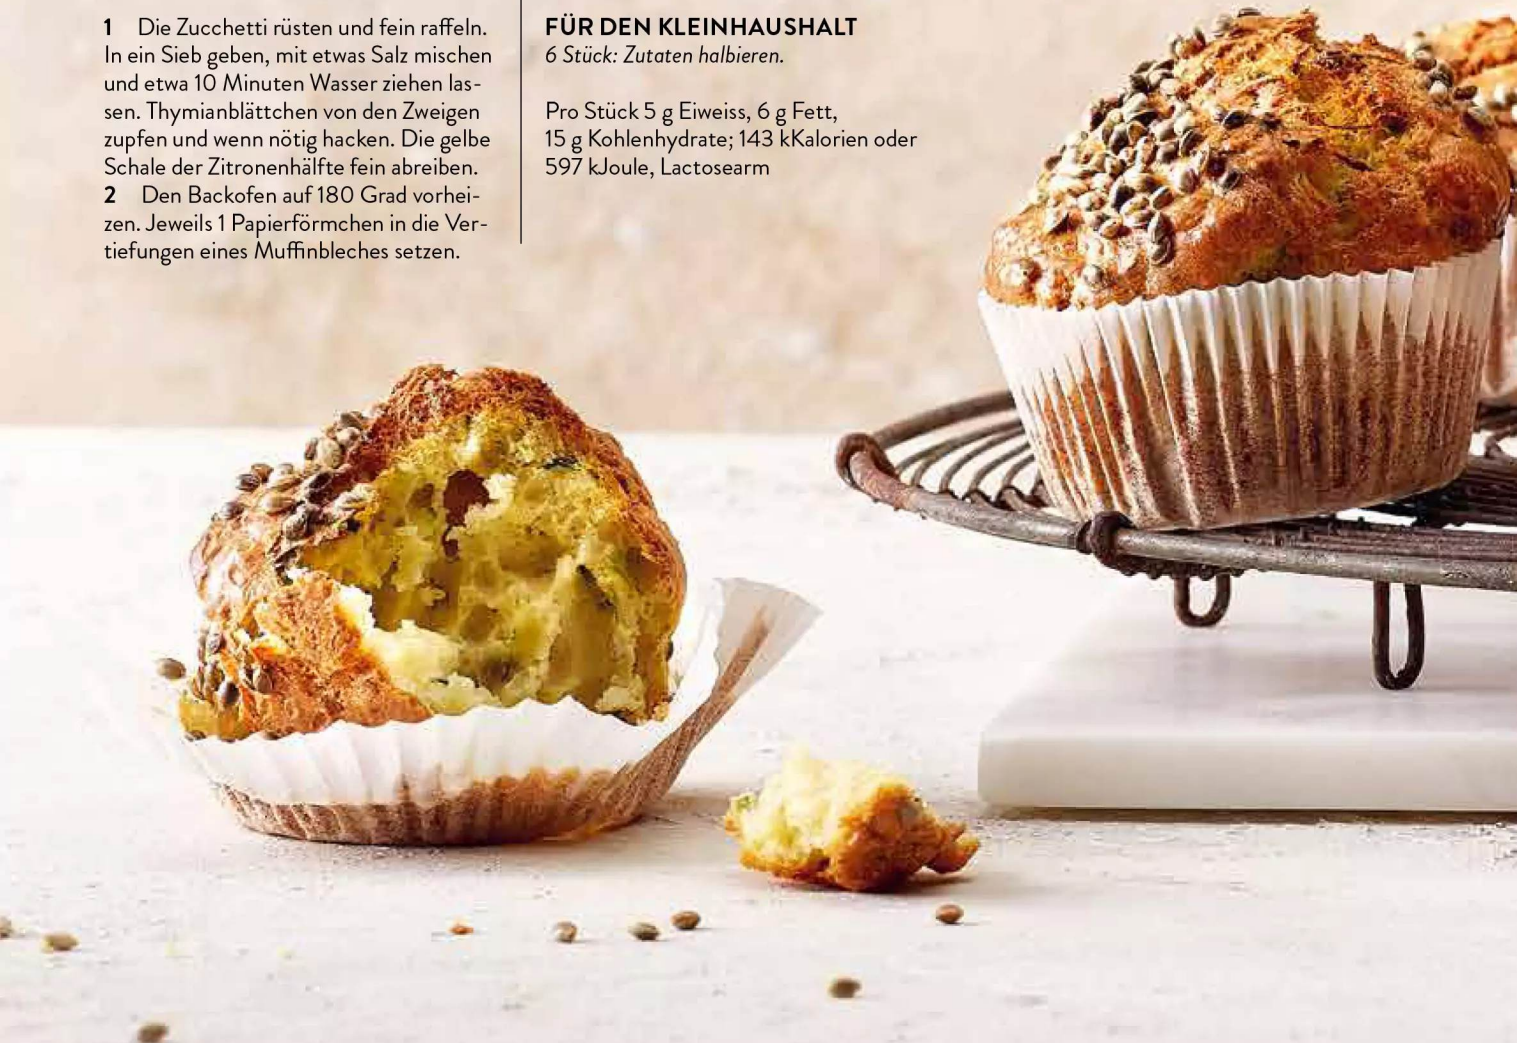 1 Die Zucchetti rüsten und fein raffeln.
In ein Sieb geben, mit etwas Salz mischen
und etwa 10 Minuten Wasser ziehen las-
sen. Thymianblättchen von den Zweigen
zupfen und wenn nötig hacken. Die gelbe
Schale der Zitronenhälfte fein abreiben.
2 Den Backofen auf 180 Grad vorhei-
zen. Jeweils 1 Papierförmchen in die Ver-
tiefungen eines Muffinbleches setzen.
FÜR DEN KLEINHAUSHALT
6 Stück: Zutaten halbieren.
Pro Stück 5 g Eiweiss, 6 g Fett,
15 g Kohlenhydrate; 143 kKalorien oder
597 kJoule, Lactosearm